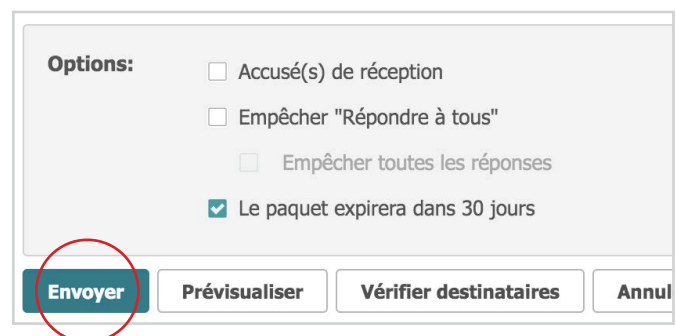 Options:
Accusé(s) de réception
Empêcher "Répondre à tous"
Empêcher toutes les réponses
Le paquet expirera dans 30 jours
Envoyer Prévisualiser Vérifier destinataires Annul